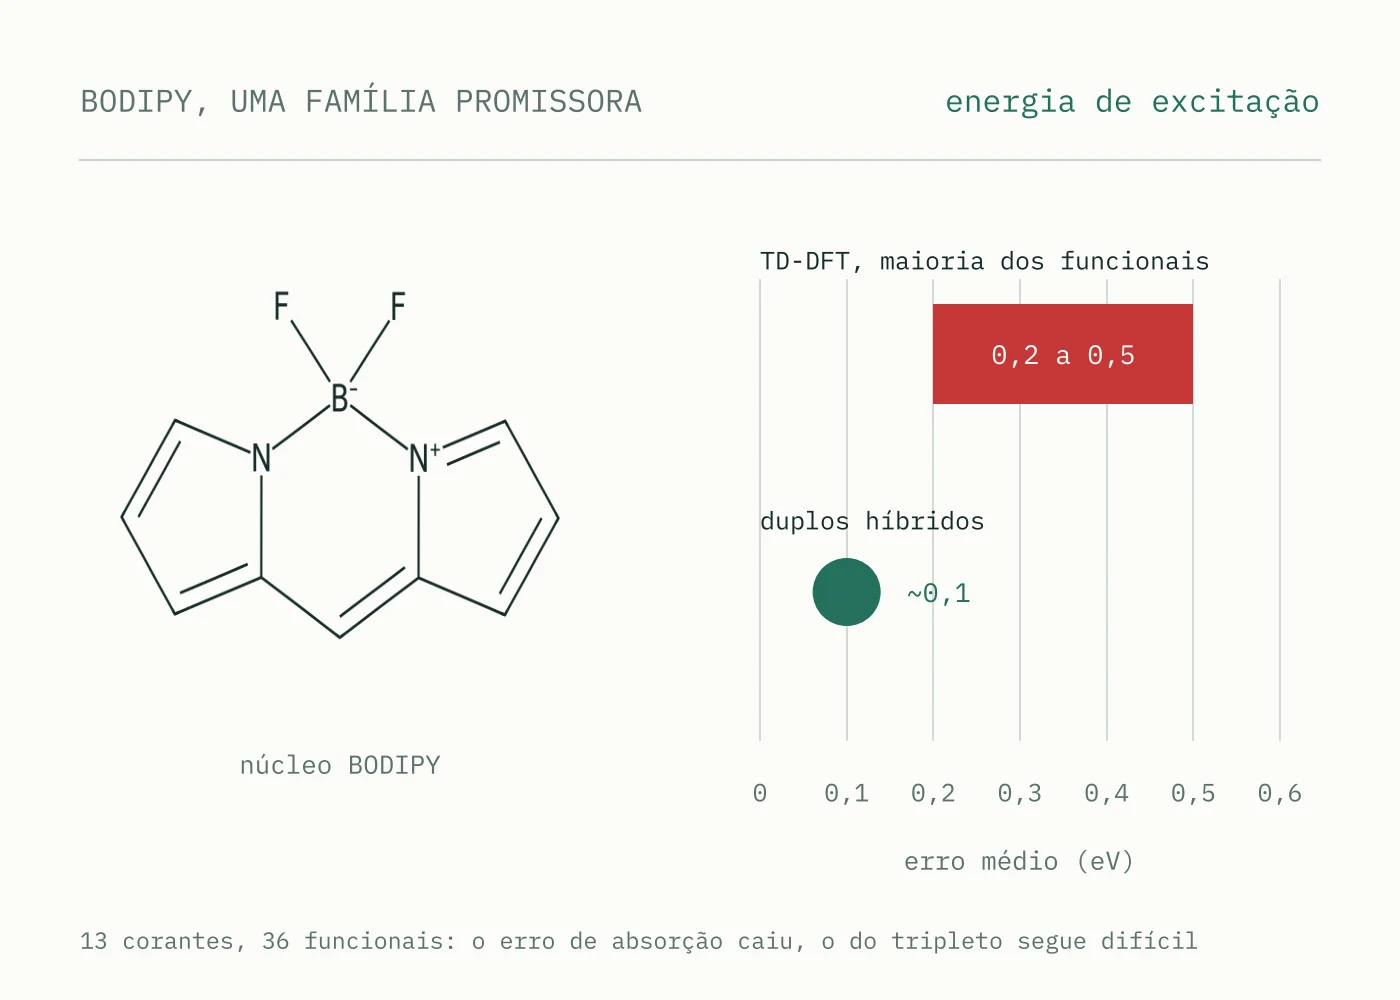 BODIPY, UMA FAMÍLIA PROMISSORA
energia de excitação
F F
B-
N N+
núcleo BODIPY
TD-DFT, maioria dos funcionais
0,2 a 0,5
duplos híbridos
~0,1
0 0,1 0,2 0,3 0,4 0,5 0,6
erro médio (eV)
13 corantes, 36 funcionais: o erro de absorção caiu, o do tripleto segue difícil